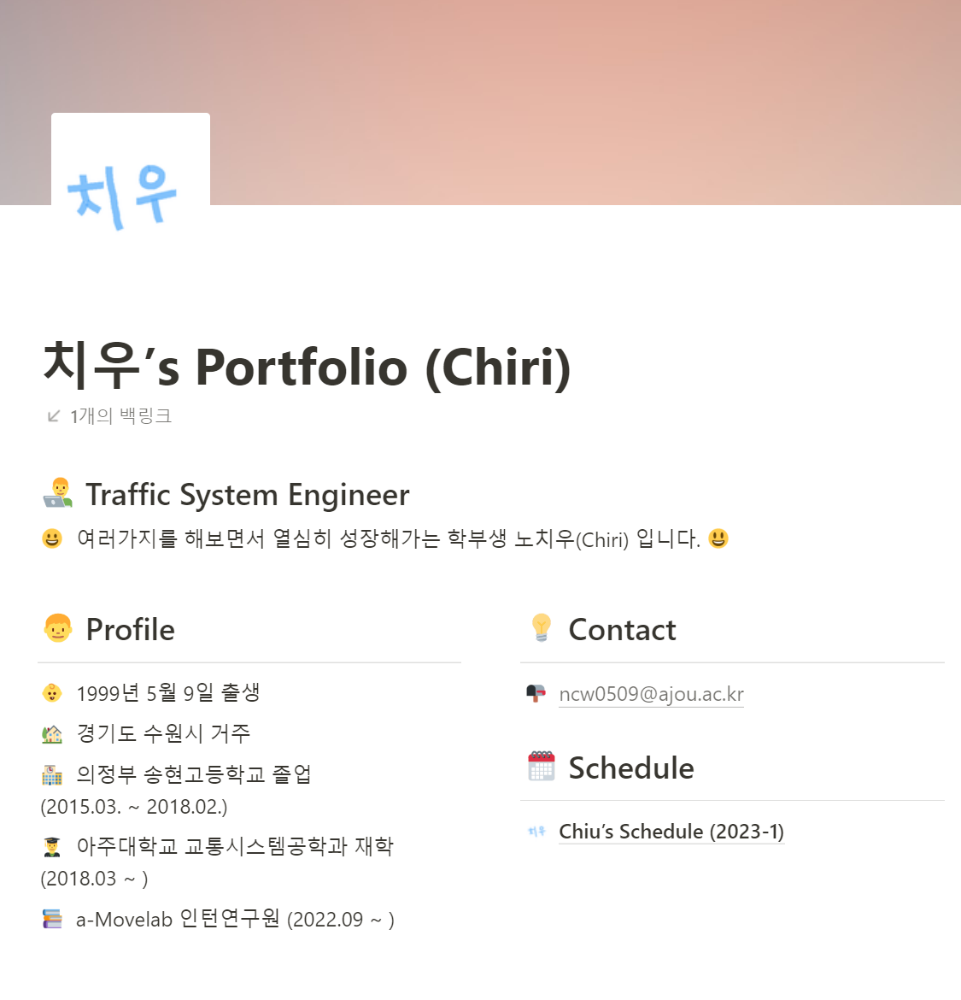 치우
치우’s Portfolio (Chiri)
1개의 백링크
Traffic System Engineer
여러가지를 해보면서 열심히 성장해가는 학부생 노치우(Chiri) 입니다.
Profile
1999년 5월 9일 출생
경기도 수원시 거주
의정부 송현고등학교 졸업
(2015.03. ~ 2018.02.)
아주대학교 교통시스템공학과 재학
(2018.03 ~ )
a-Movelab 인턴연구원 (2022.09 ~ )
Contact
ncw0509@ajou.ac.kr
Schedule
치우 Chiu’s Schedule (2023-1)